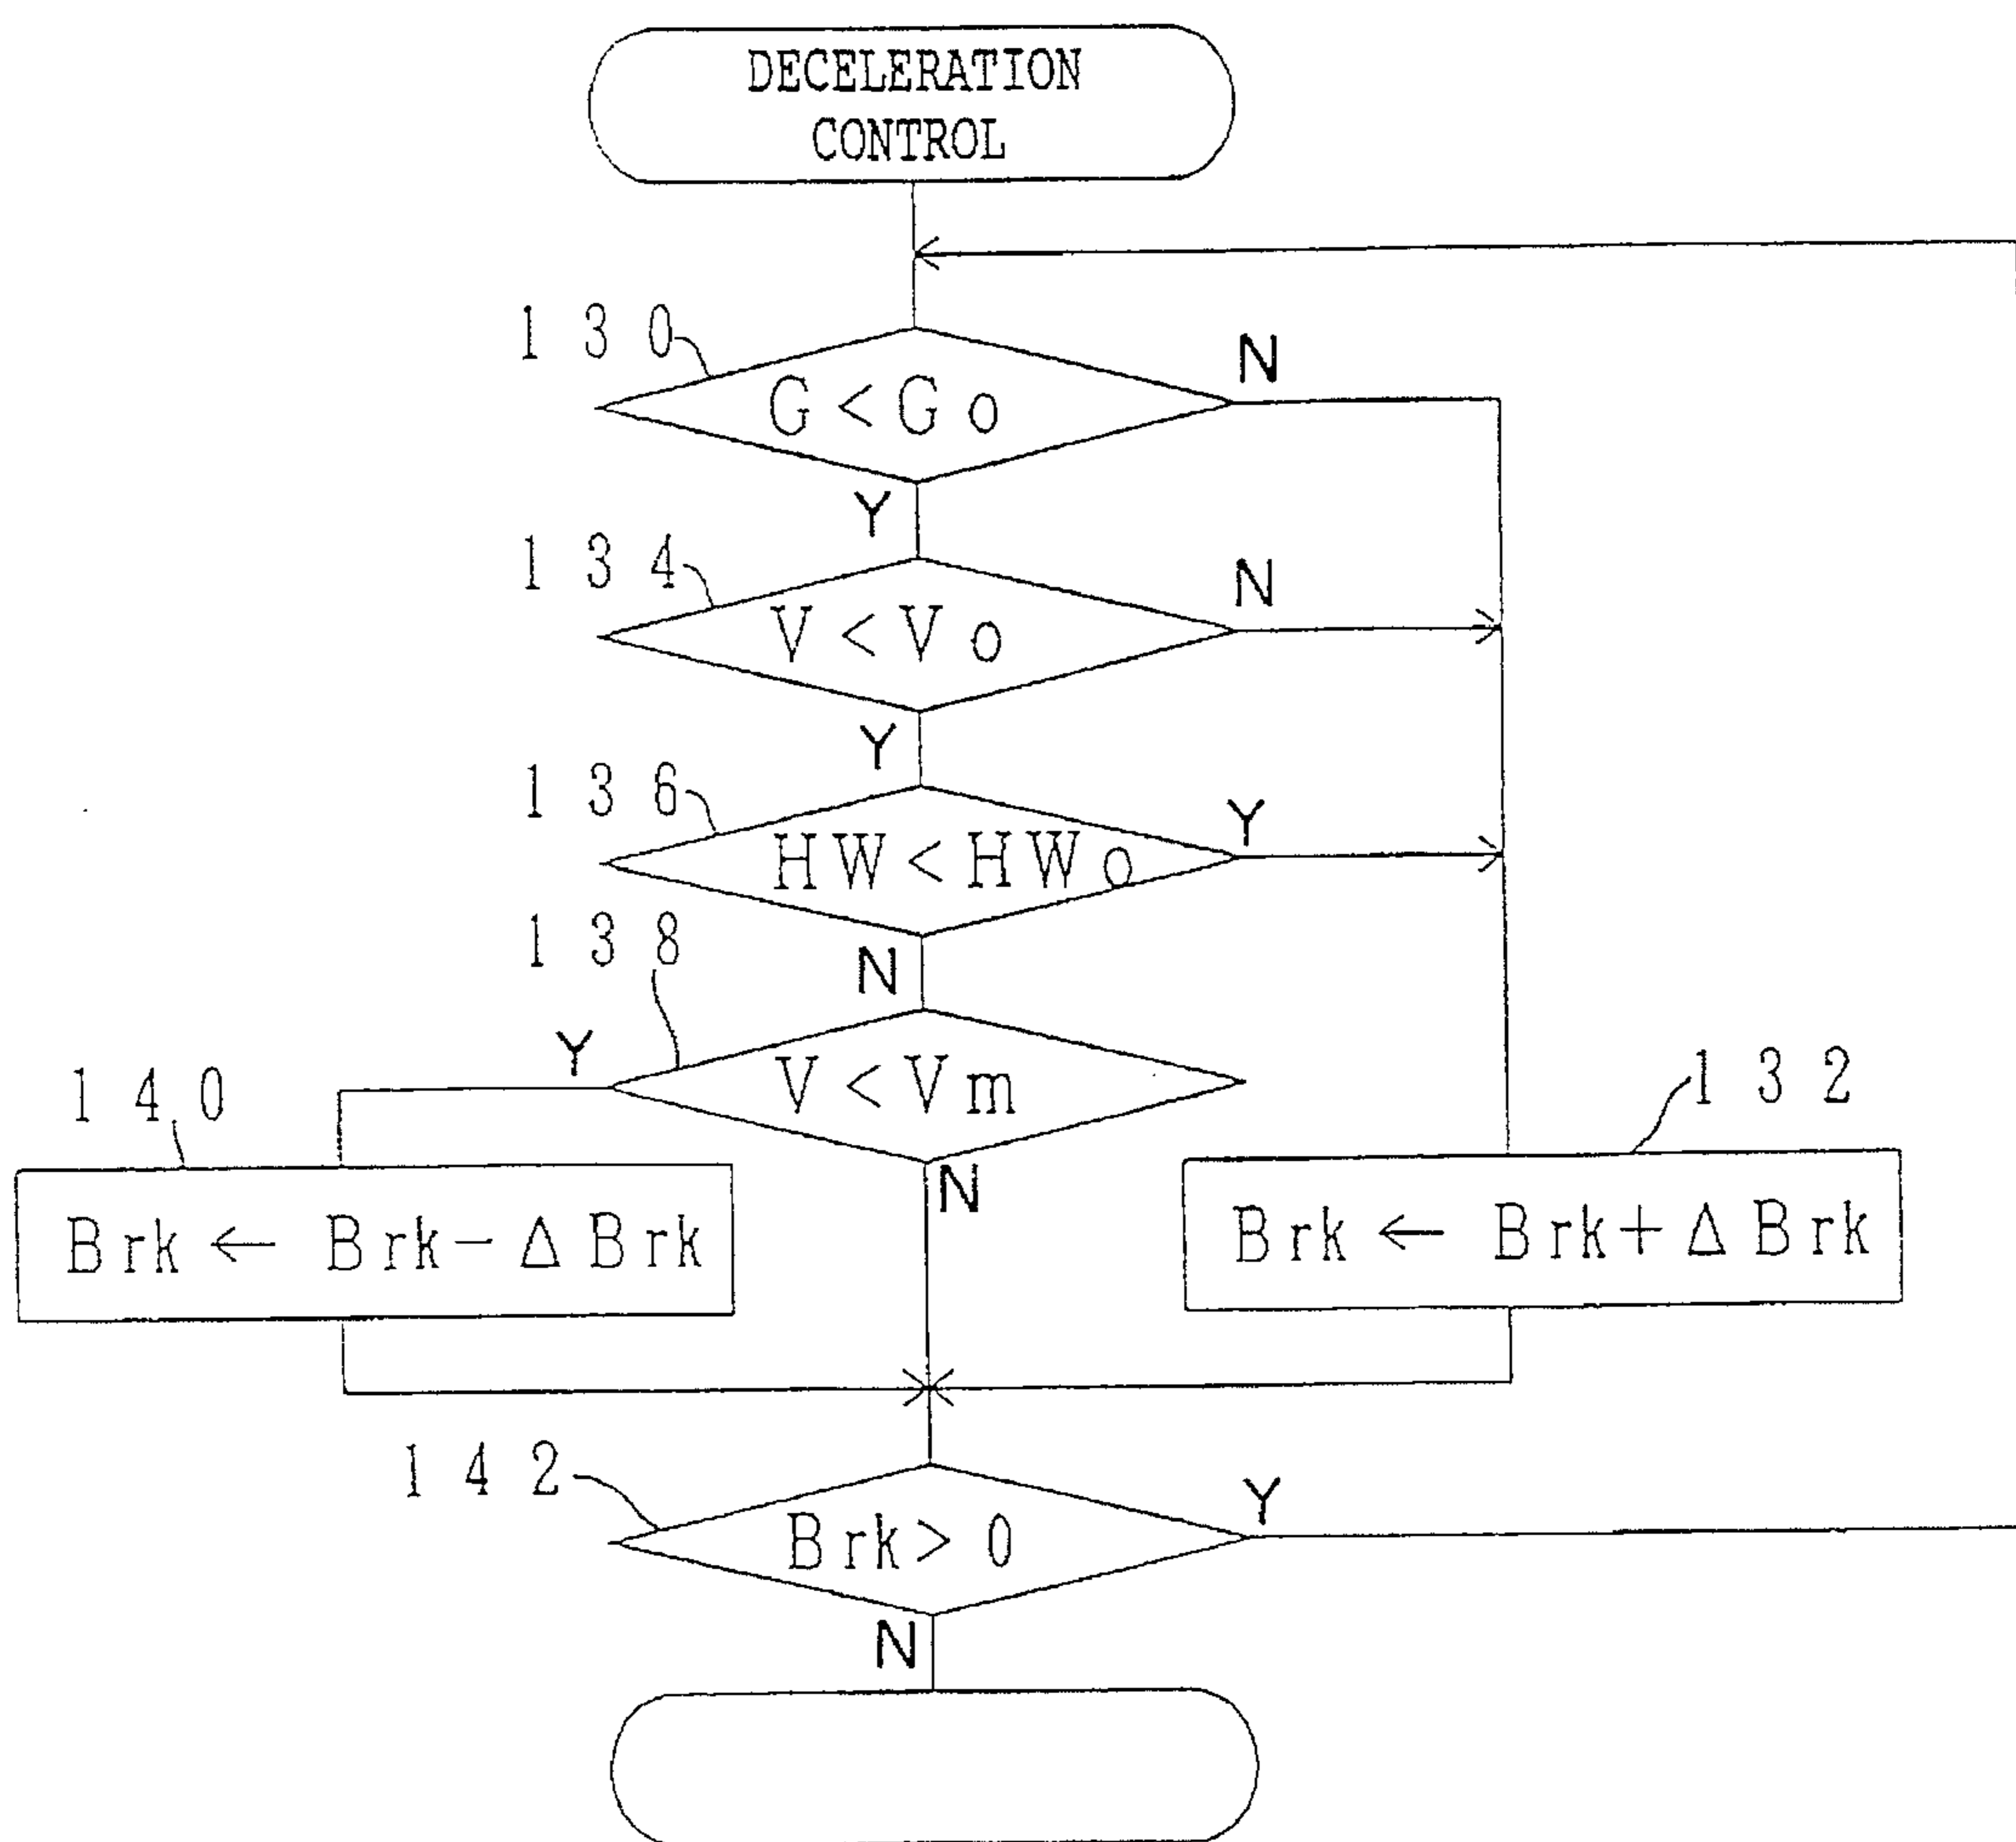 DECELERATION
CONTROL
130
G < Go
N
Y
134
V < Vo
N
Y
136
HW < HWo
Y
N
138
V < Vm
Y
N
140
Brk ← Brk - ΔBrk
132
Brk ← Brk + ΔBrk
142
Brk > 0
Y
N